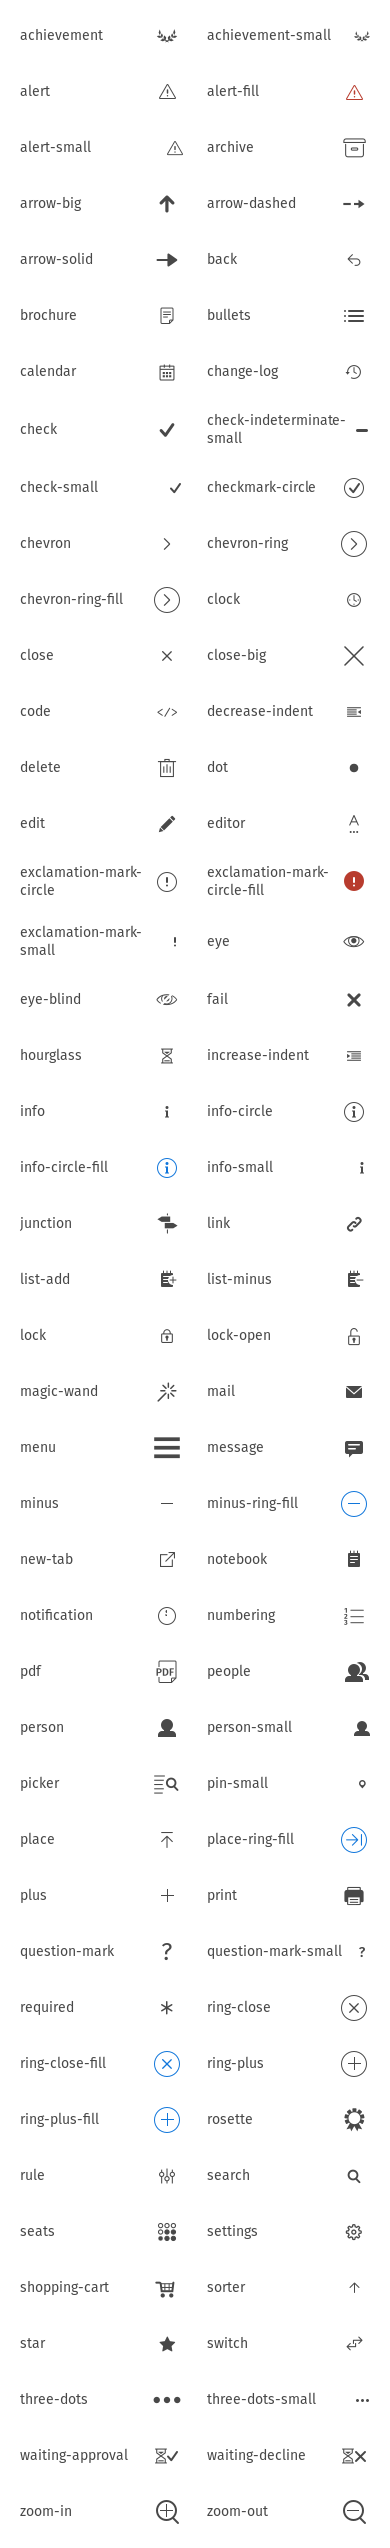 achievement achievement-small
alert alert-fill
alert-small archive
arrow-big arrow-dashed
arrow-solid back
brochure bullets
calendar change-log
check check-indeterminate-
small
check-small checkmark-circle
chevron chevron-ring
chevron-ring-fill clock
close close-big
code decrease-indent
delete dot
edit editor
exclamation-mark- exclamation-mark-
circle circle-fill
exclamation-mark-
small eye
eye-blind fail
hourglass increase-indent
info info-circle
info-circle-fill info-small
junction link
list-add list-minus
lock lock-open
magic-wand mail
menu message
minus minus-ring-fill
new-tab notebook
notification numbering
pdf PDF people
person person-small
picker pin-small
place place-ring-fill
plus print
question-mark question-mark-small
required ring-close
ring-close-fill ring-plus
ring-plus-fill rosette
rule search
seats settings
shopping-cart sorter
star switch
three-dots three-dots-small
waiting-approval waiting-decline
zoom-in zoom-out